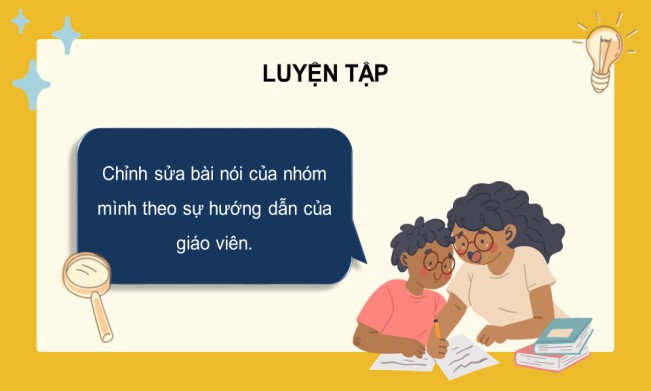 LUYỆN TẬP
Chỉnh sửa bài nói của nhóm
mình theo sự hướng dẫn của
giáo viên.